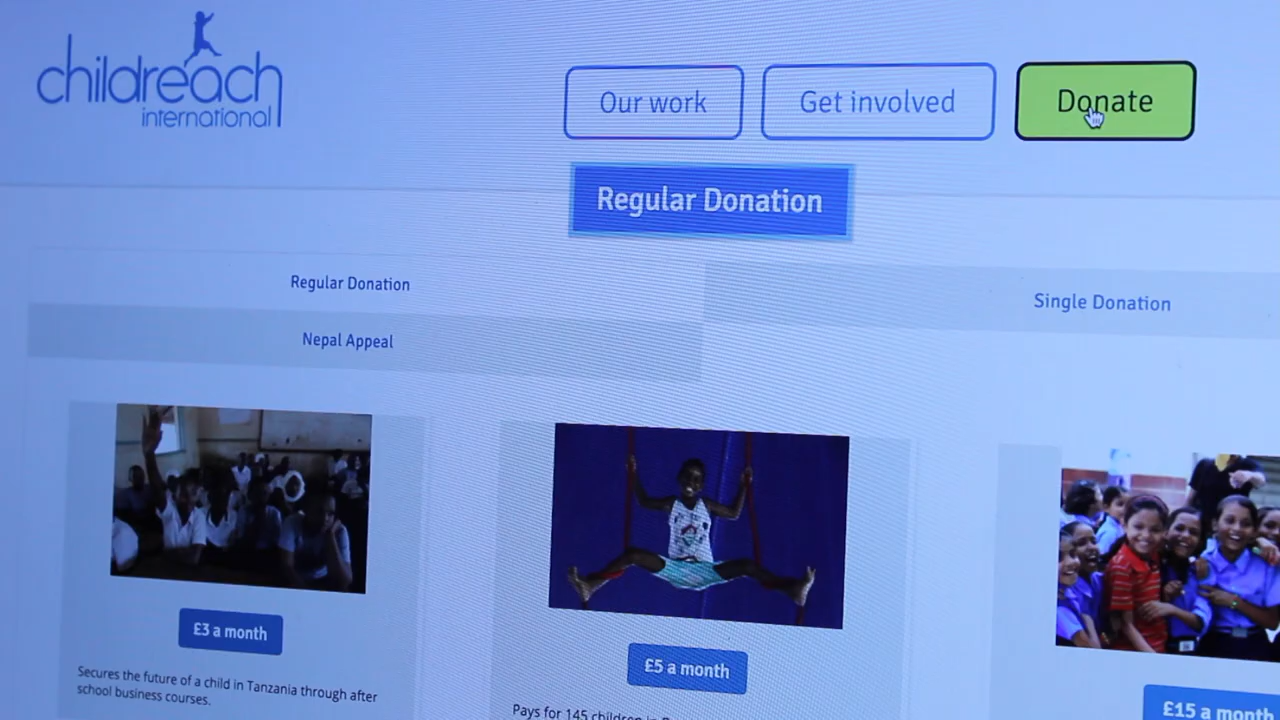 childreach
international
Our work
Get involved
Donate
Regular Donation
Regular Donation
Single Donation
Nepal Appeal
£3 a month
Secures the future of a child in Tanzania through after
school business courses.
£5 a month
Pays for 145 children in
£15 a month